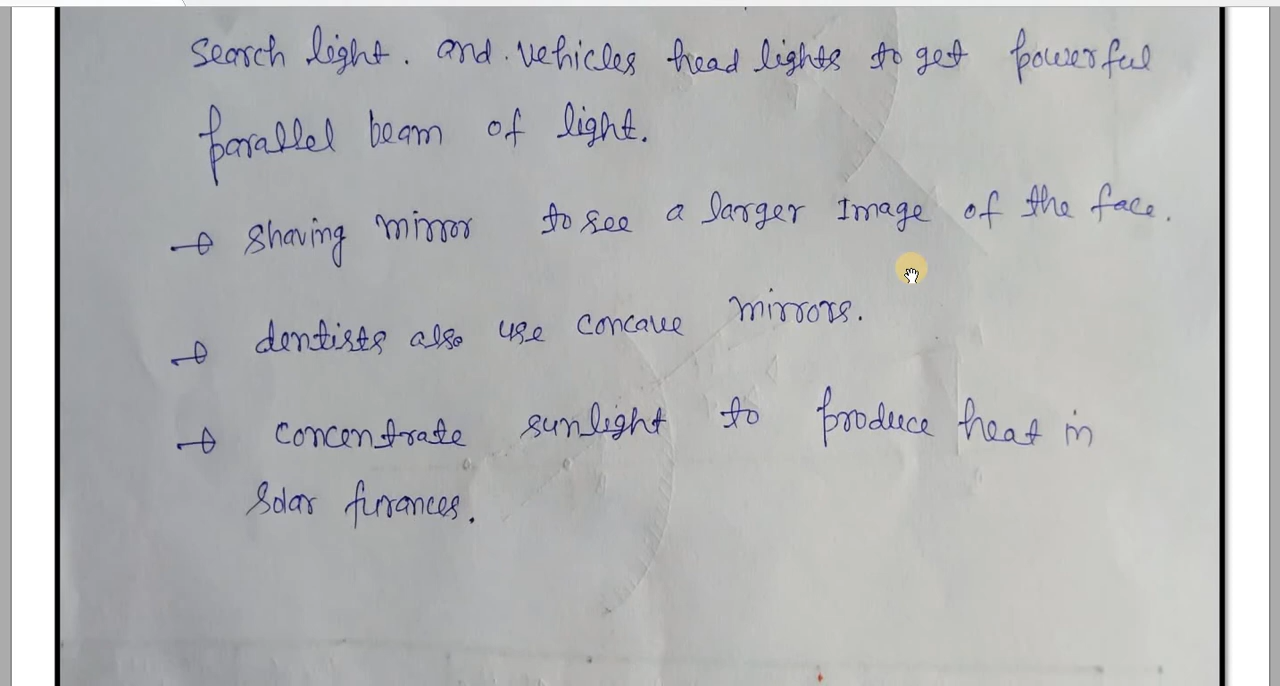 search light. and. vehicles head lights to get powerful
parallel beam of light.
→ shaving mirror to see a larger Image of the face.
→ dentists also use concave mirrors.
→ concentrate sunlight to produce heat in
solar furances.